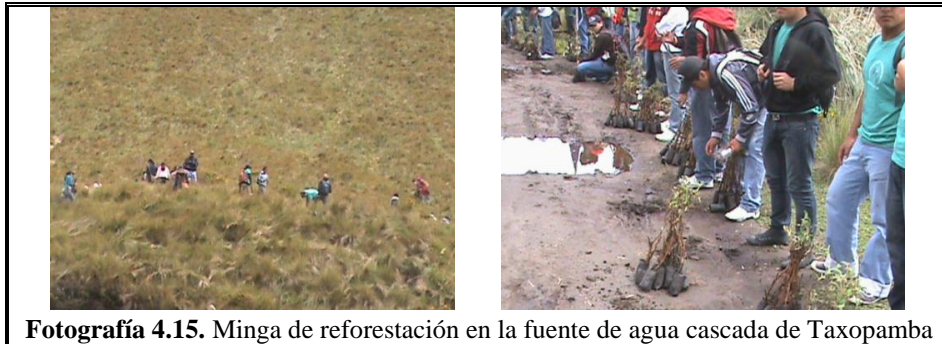 Fotografía 4.15. Minga de reforestación en la fuente de agua cascada de Taxopamba